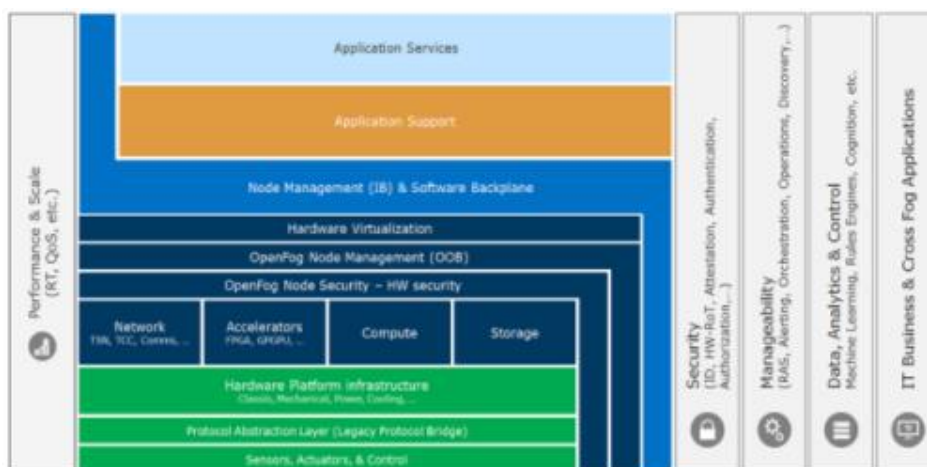 Performance & Scale
(RT, QoS, etc.)
Application Services
Application Support
Node Management (IB) & Software Backplane
Hardware Virtualization
OpenFog Node Management (OOB)
OpenFog Node Security – HW security
Network
TSN, TCC, Comms, ...
Accelerators
FPGA, GPGPU, ...
Compute
Storage
Hardware Platform infrastructure
Classis, Mechanical, Power, Cooling, ...
Protocol Abstraction Layer (Legacy Protocol Bridge)
Sensors, Actuators, & Control
Security
(ID, HW-RoT, Attestation, Authentication,
Authorization,...)
Manageability
(RAS, Alerting, Orchestration, Operations, Discovery,...)
Data, Analytics & Control
Machine Learning, Rules Engines, Cognition, etc.
IT Business & Cross Fog Applications